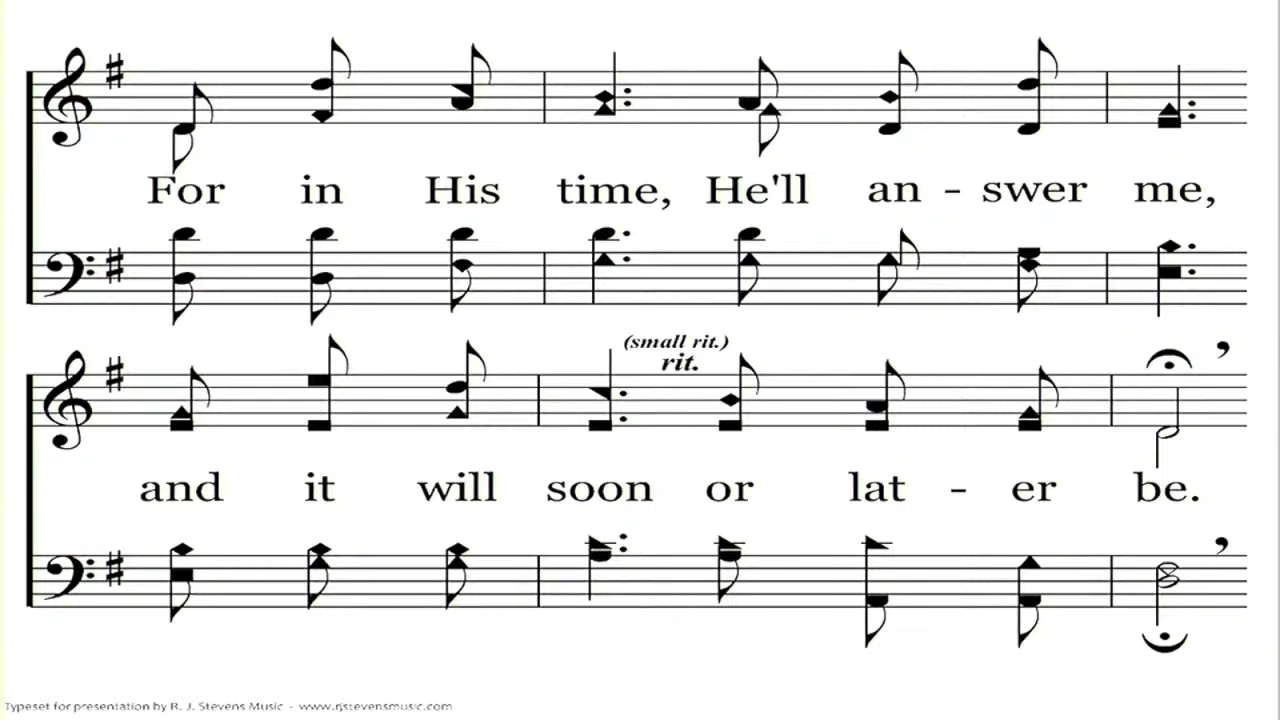 For in His time, He'll an - swer me,
(small rit.)
rit.
and it will soon or lat - er be.
Typeset for presentation by R. J. Stevens Music - www.rjstevensmusic.com